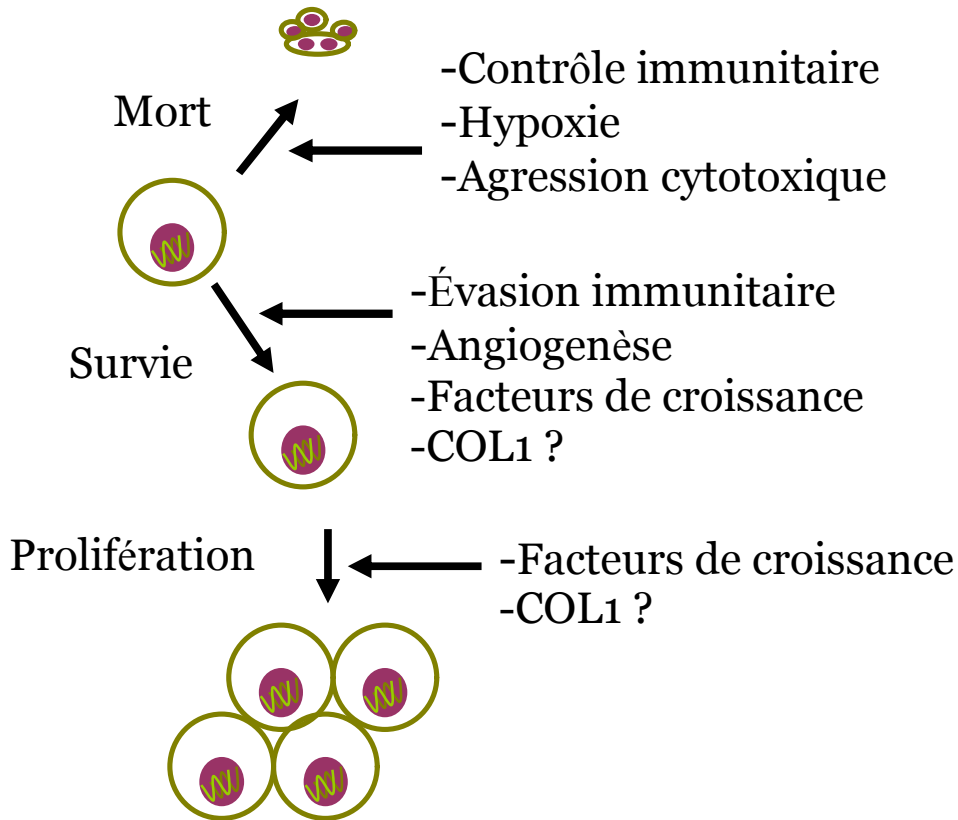 Mort
-Contrôle immunitaire
-Hypoxie
-Agression cytotoxique
Survie
-Évasion immunitaire
-Angiogenèse
-Facteurs de croissance
-COL1 ?
Prolifération
-Facteurs de croissance
-COL1 ?